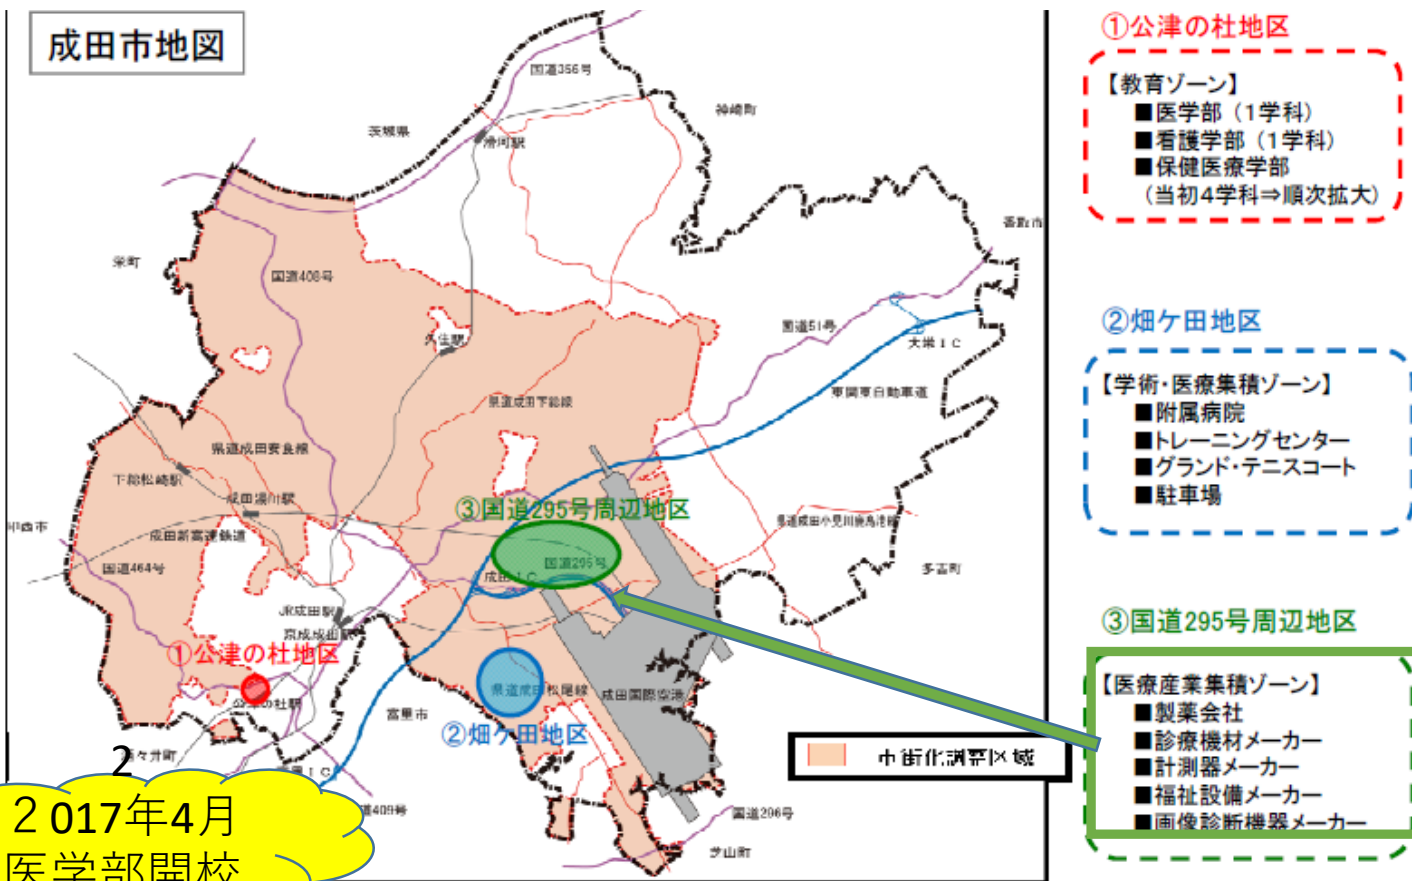 成田市地図
国道356号
神崎町
茨城県
滑河駅
香取市
栄町
国道408号
国道51号
久住駅
大栄IC
東関東自動車道
県道成田下総線
県道成田安食線
下総松崎駅
成田湯川駅
③国道295号周辺地区
印西市
成田新高速鉄道
国道464号
国道295号
成田IC
多古町
JR成田駅
京成成田駅
①公津の杜地区
公津の杜駅
県道成田松尾線
成田国際空港
富里市
②畑ケ田地区
市街化調整区域
国道296号
芝山町
2
２017年4月
医学部開校
①公津の杜地区
【教育ゾーン】
■医学部（1学科）
■看護学部（1学科）
■保健医療学部
（当初4学科⇒順次拡大）
②畑ケ田地区
【学術・医療集積ゾーン】
■附属病院
■トレーニングセンター
■グランド・テニスコート
■駐車場
③国道295号周辺地区
【医療産業集積ゾーン】
■製薬会社
■診療機材メーカー
■計測器メーカー
■福祉設備メーカー
■画像診断機器メーカー